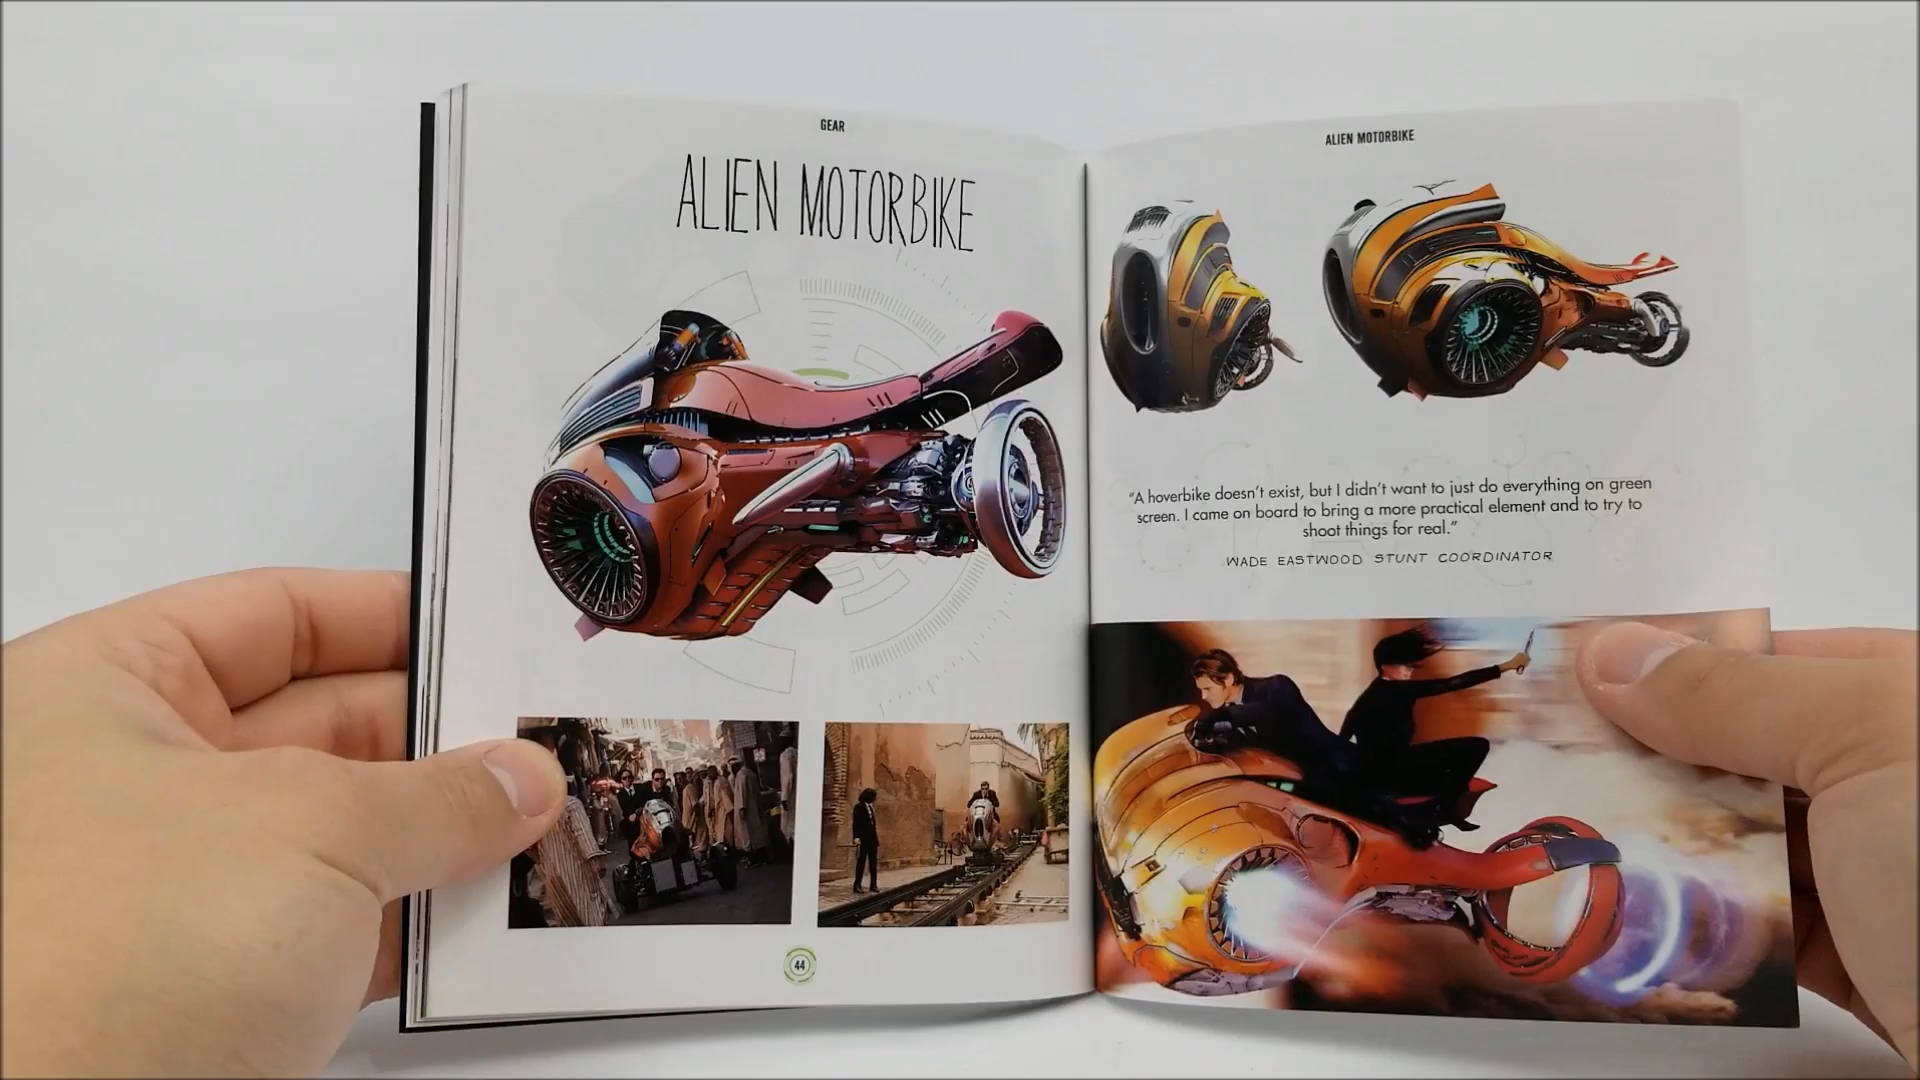 GEAR
ALIEN MOTORBIKE
44
ALIEN MOTORBIKE
“A hoverbike doesn’t exist, but I didn’t want to just do everything on green
screen. I came on board to bring a more practical element and to try to
shoot things for real.”
WADE EASTWOOD STUNT COORDINATOR